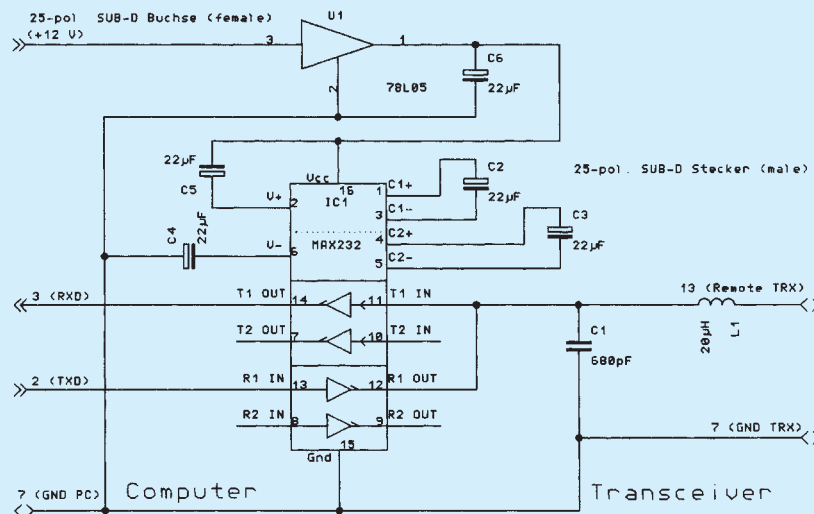 25-pol SUB-D Buchse (female)
(+12 V)
U1
3
1
2
78L05
C6
22µF
22µF
C5
Vcc
16
V+
2
IC1
MAX232
V-
6
C4
22µF
1
C1+
3
C1-
C2+
4
C2-
5
C2
22µF
C3
22µF
25-pol. SUB-D Stecker (male)
3 (RXD)
T1 OUT
14
11
T1 IN
T2 OUT
7
10
T2 IN
2 (TXD)
R1 IN
13
12
R1 OUT
R2 IN
8
9
R2 OUT
15
Gnd
13 (Remote TRX)
20µH
L1
C1
680pF
7 (GND TRX)
7 (GND PC)
Computer
Transceiver